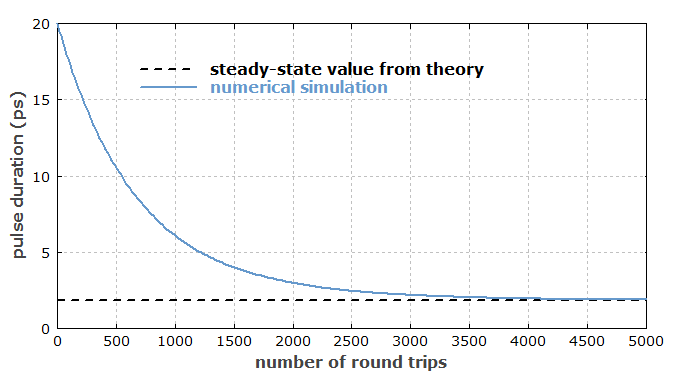 20
15
10
5
0
pulse duration (ps)
steady-state value from theory
numerical simulation
0 500 1000 1500 2000 2500 3000 3500 4000 4500 5000
number of round trips